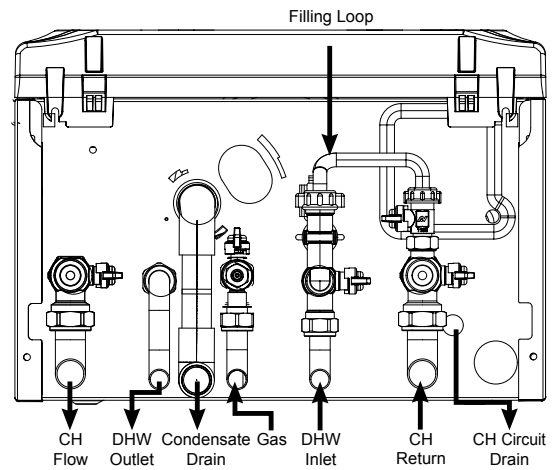 Filling Loop
CH Flow
DHW Outlet
Condensate Drain
Gas
DHW Inlet
CH Return
CH Circuit Drain